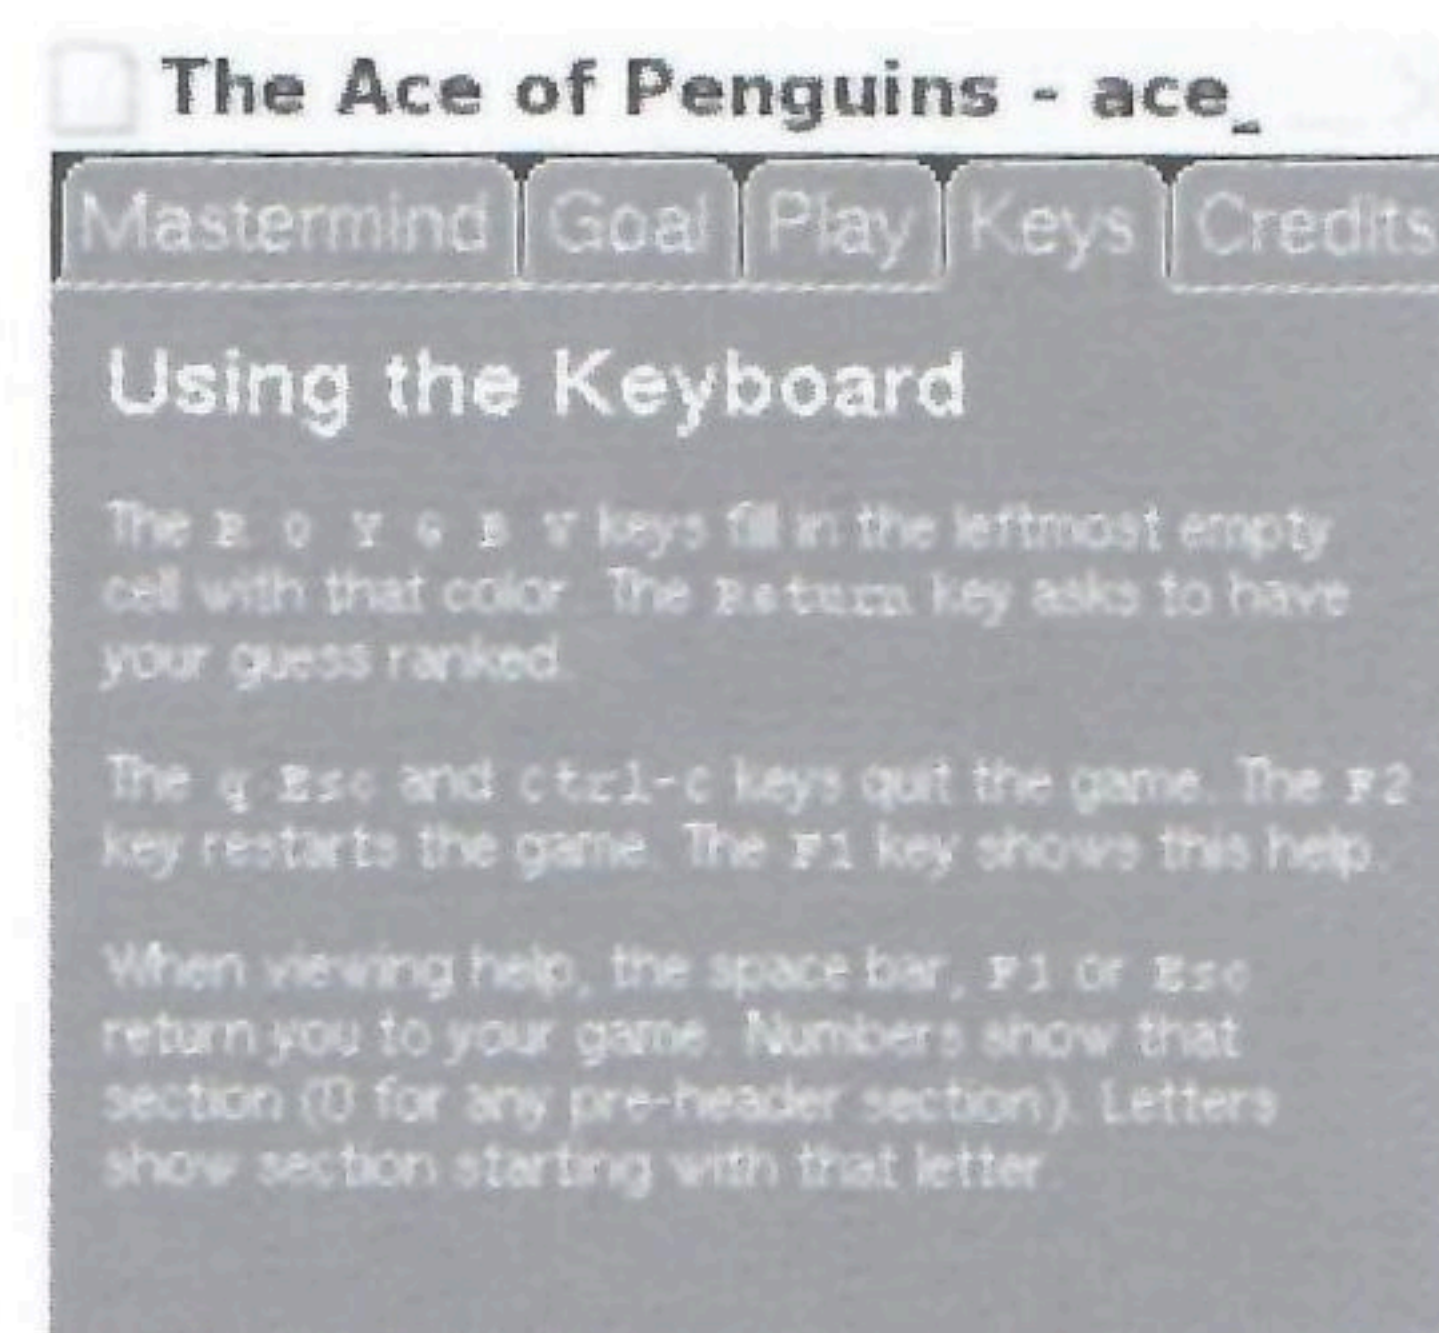 The Ace of Penguins - ace_
Mastermind Goal Play Keys Credits
Using the Keyboard
The R O Y G B V keys fill in the leftmost empty
cell with that color. The Return key asks to have
your guess ranked.
The q Esc and Ctrl-C keys quit the game. The F2
key restarts the game. The F1 key shows this help.
When viewing help, the space bar, F1 or Esc
return you to your game. Numbers show that
section (0 for any pre-header section). Letters
show section starting with that letter.